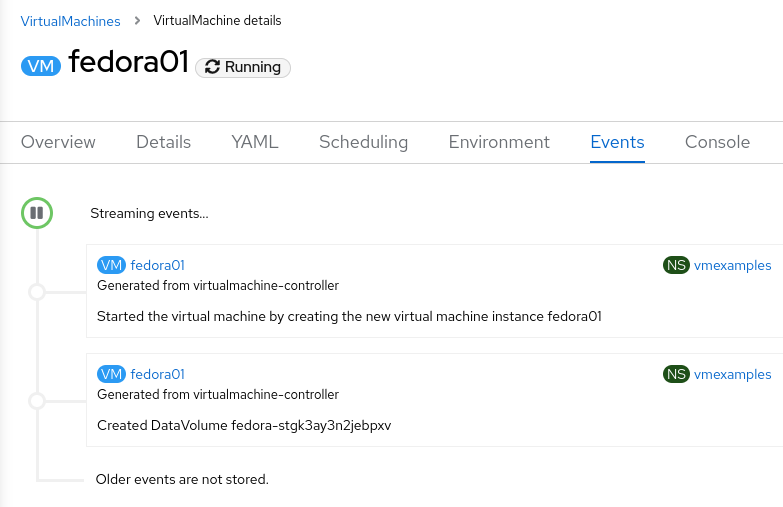 VirtualMachines > VirtualMachine details
VM fedora01 Running
Overview Details YAML Scheduling Environment Events Console
Streaming events...
VM fedora01 NS vmexamples
Generated from virtualmachine-controller
Started the virtual machine by creating the new virtual machine instance fedora01
VM fedora01 NS vmexamples
Generated from virtualmachine-controller
Created DataVolume fedora-stgk3ay3n2jebpxv
Older events are not stored.